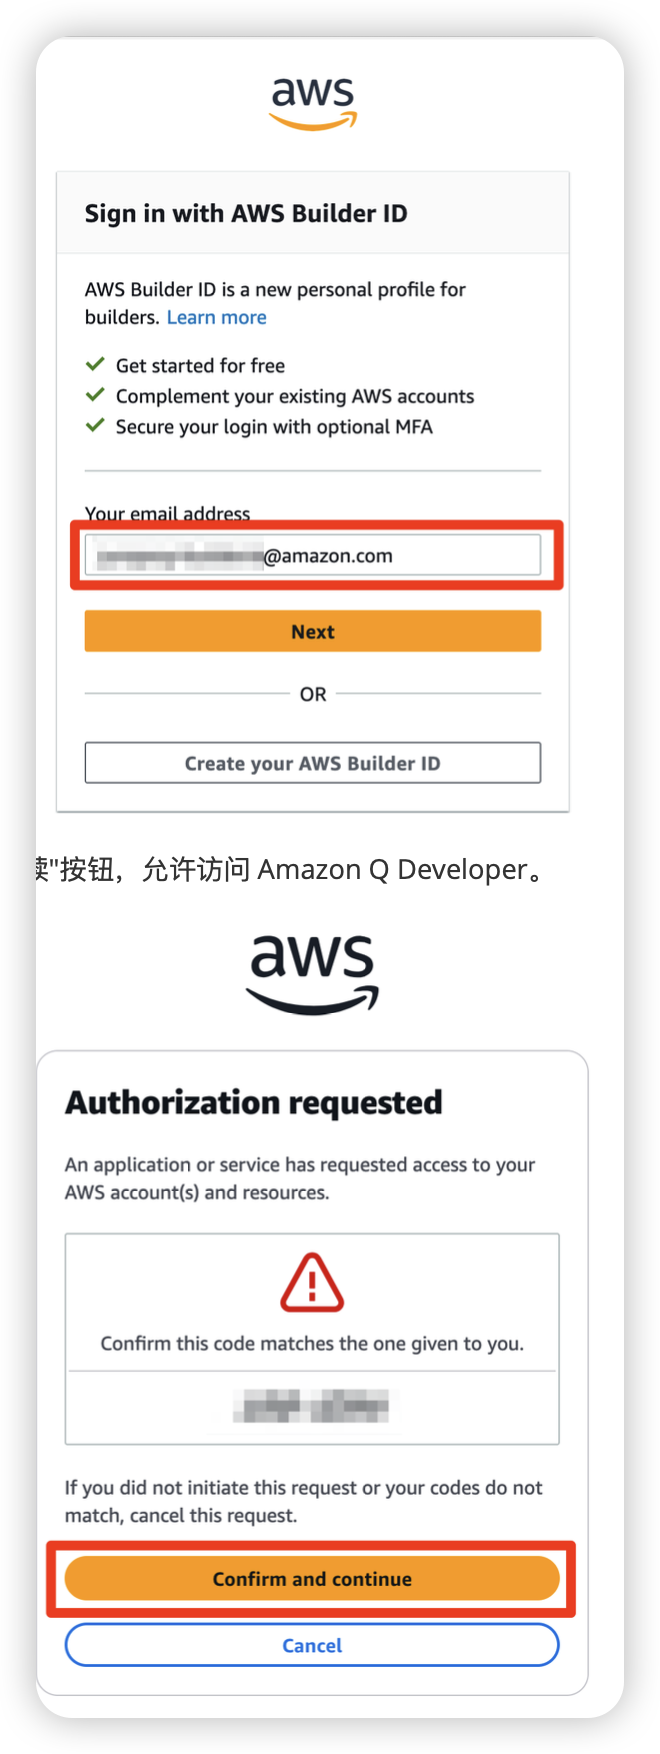 aws
Sign in with AWS Builder ID
AWS Builder ID is a new personal profile for
builders. Learn more
Get started for free
Complement your existing AWS accounts
Secure your login with optional MFA
Your email address
@amazon.com
Next
OR
Create your AWS Builder ID
"按钮，允许访问 Amazon Q Developer。
aws
Authorization requested
An application or service has requested access to your
AWS account(s) and resources.
Confirm this code matches the one given to you.
If you did not initiate this request or your codes do not
match, cancel this request.
Confirm and continue
Cancel